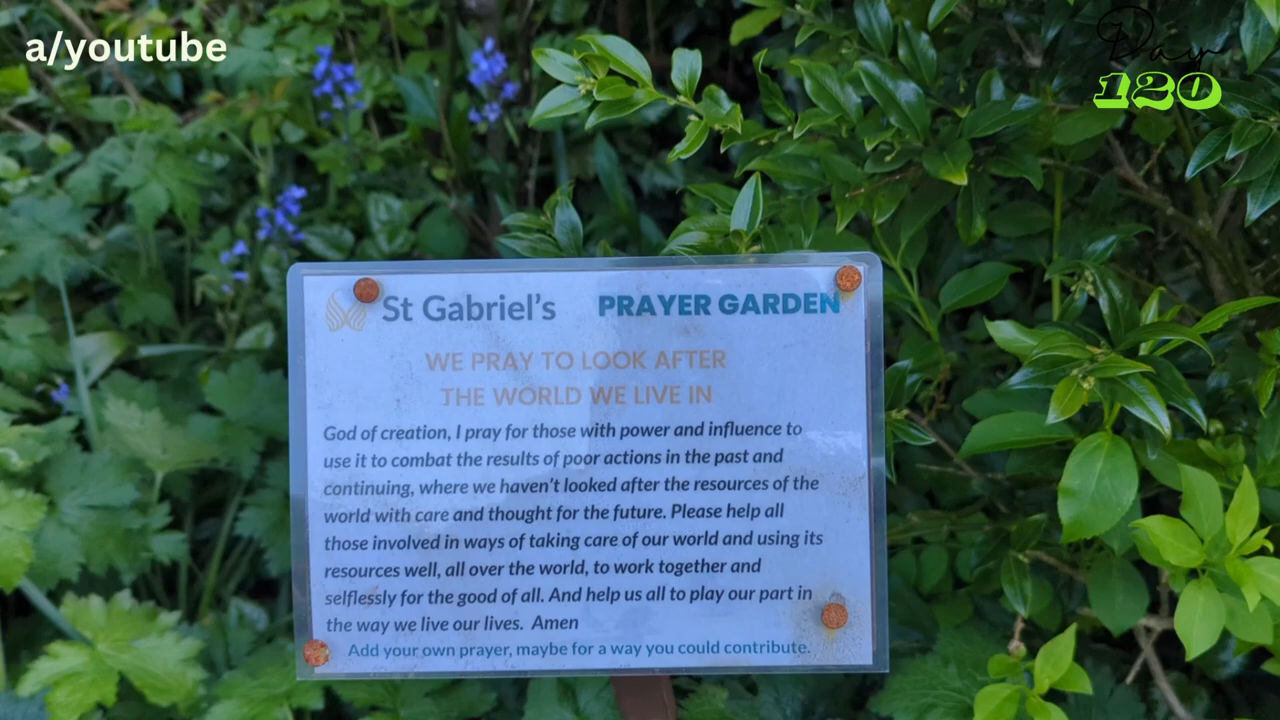 a/youtube
Day
120
St Gabriel's PRAYER GARDEN
WE PRAY TO LOOK AFTER
THE WORLD WE LIVE IN
God of creation, I pray for those with power and influence to
use it to combat the results of poor actions in the past and
continuing, where we haven't looked after the resources of the
world with care and thought for the future. Please help all
those involved in ways of taking care of our world and using its
resources well, all over the world, to work together and
selflessly for the good of all. And help us all to play our part in
the way we live our lives. Amen
Add your own prayer, maybe for a way you could contribute.